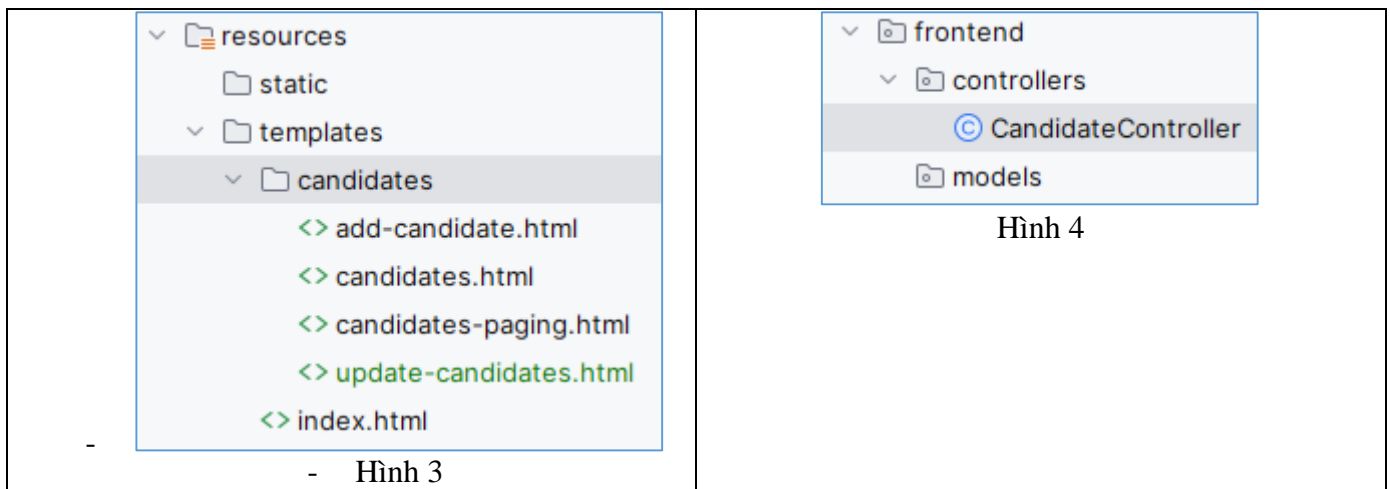 resources
static
templates
candidates
<> add-candidate.html
<> candidates.html
<> candidates-paging.html
<> update-candidates.html
<> index.html
-
- Hình 3
frontend
controllers
© CandidateController
models
Hình 4